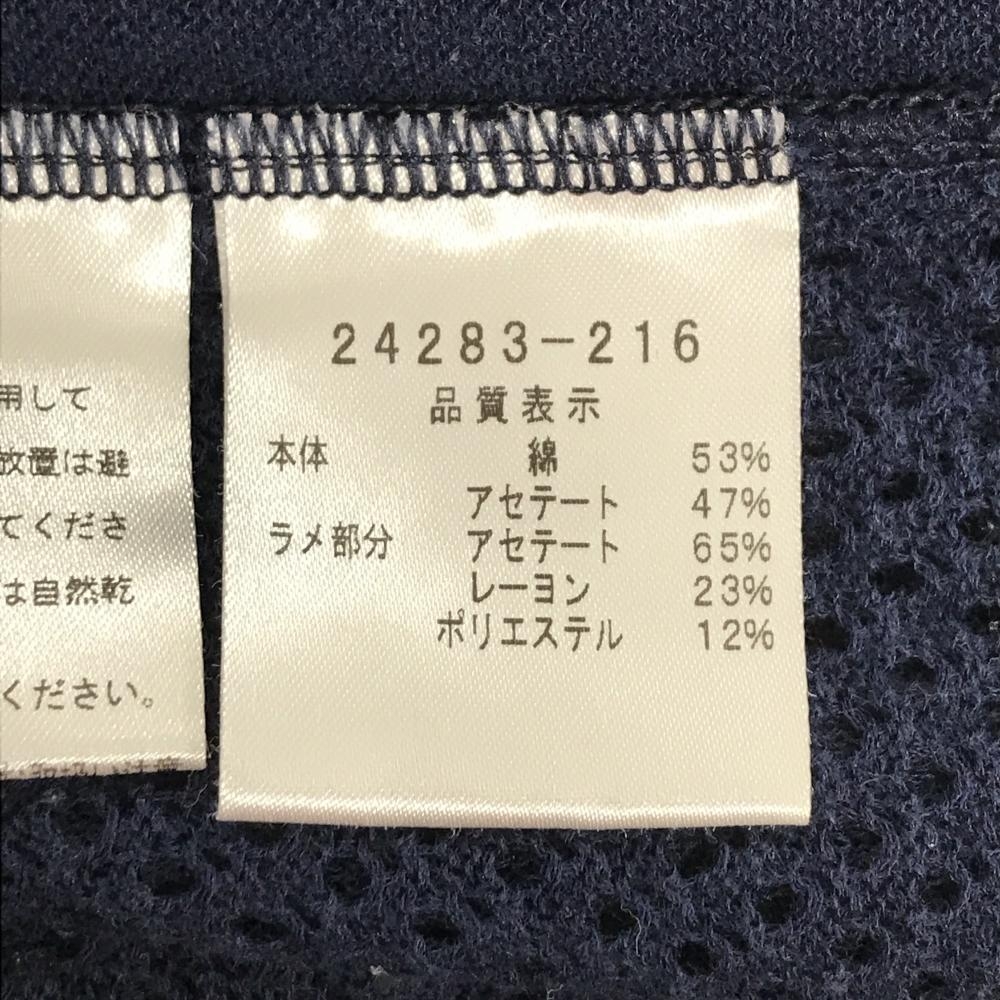 用して
放置は避
てくださ
は自然乾
ください。
24283-216
品質表示
本体 綿 53%
アセテート 47%
ラメ部分 アセテート 65%
レーヨン 23%
ポリエステル 12%